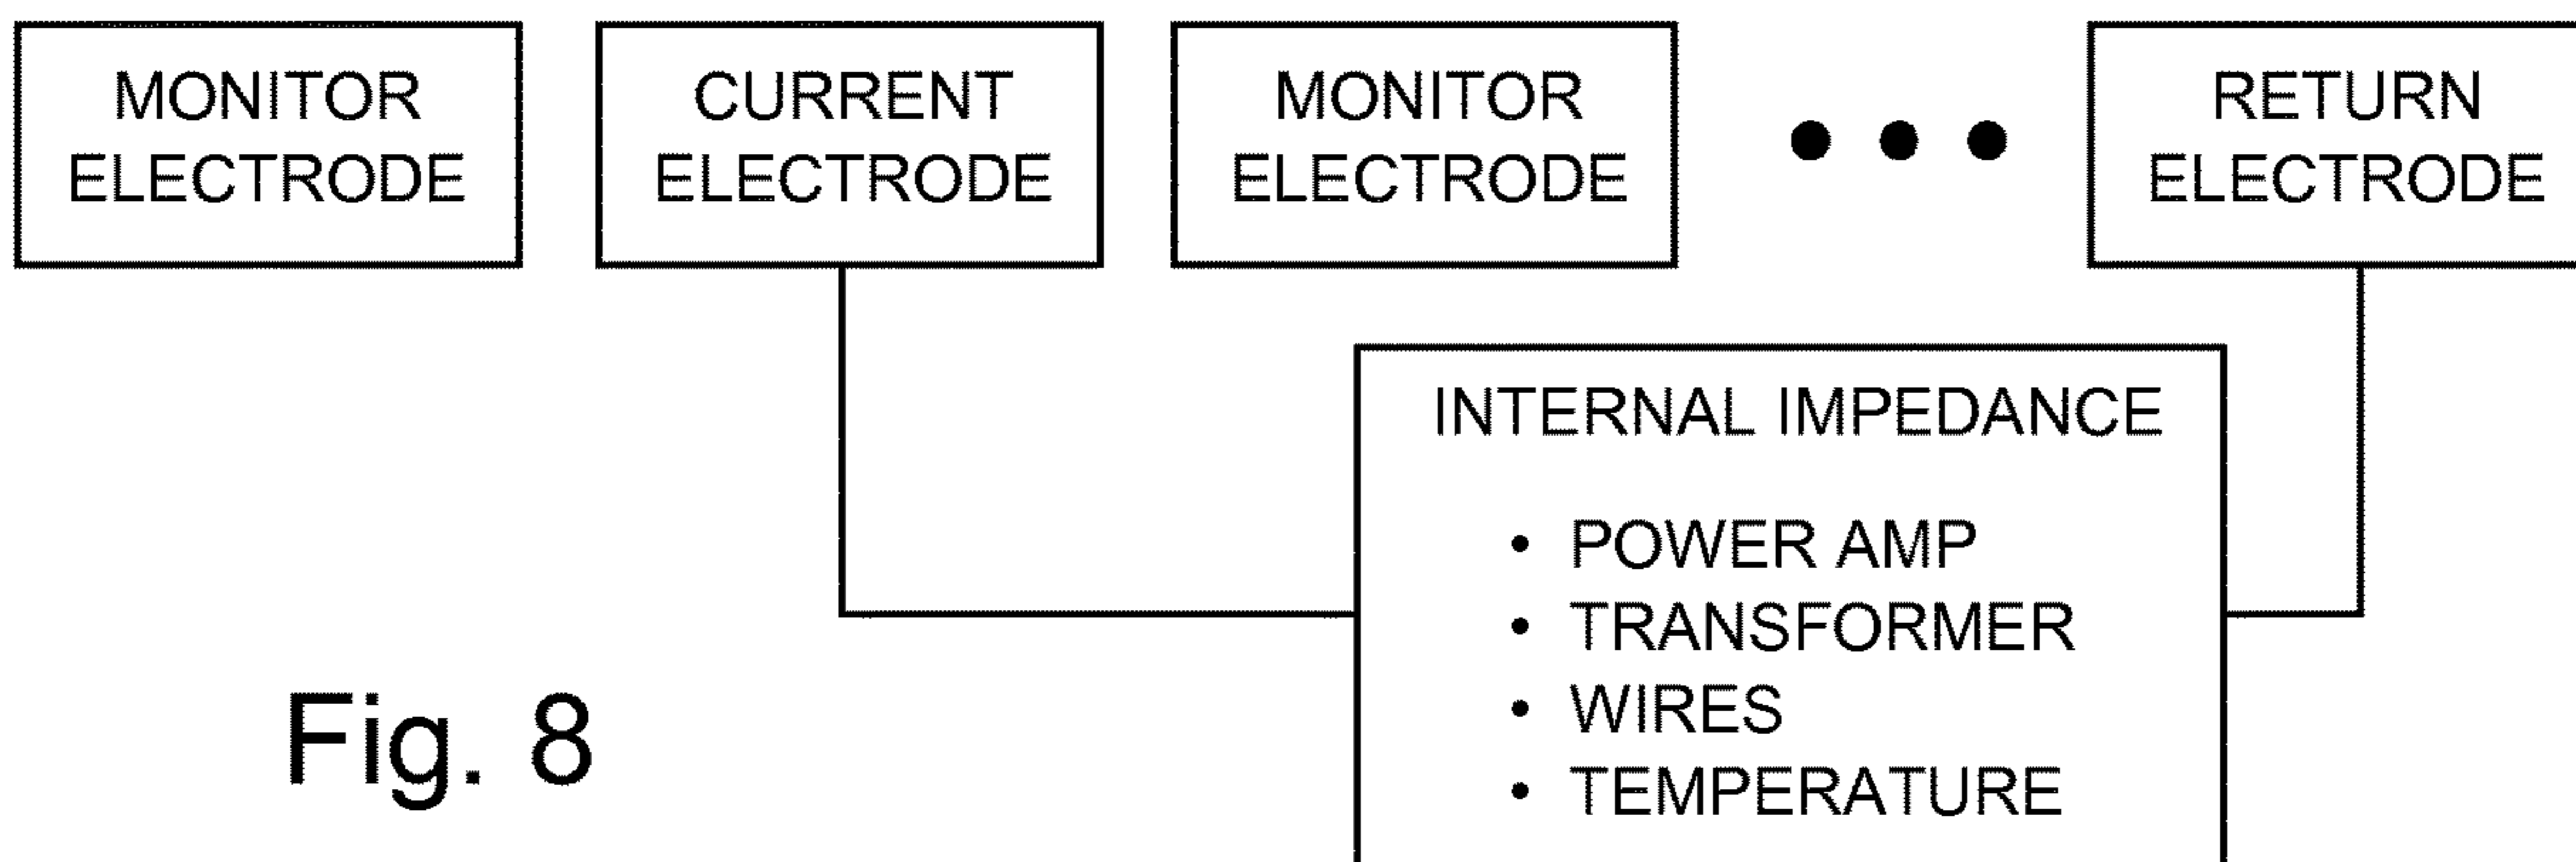 MONITOR
ELECTRODE
CURRENT
ELECTRODE
MONITOR
ELECTRODE
RETURN
ELECTRODE
INTERNAL IMPEDANCE
• POWER AMP
• TRANSFORMER
• WIRES
• TEMPERATURE
Fig. 8